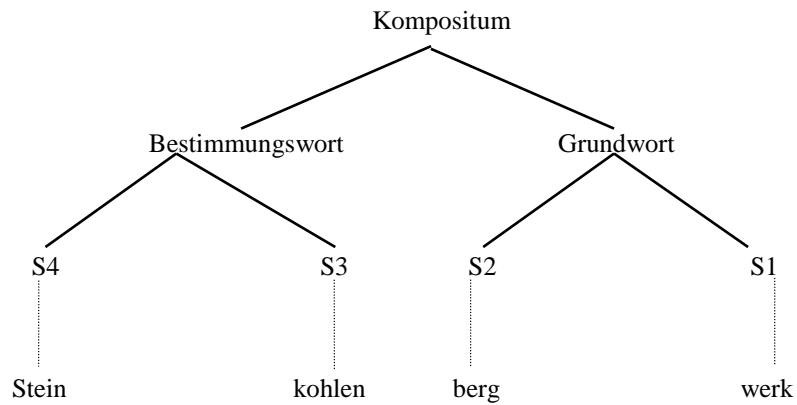 Kompositum
Bestimmungswort Grundwort
S4 S3 S2 S1
Stein kohlen berg werk